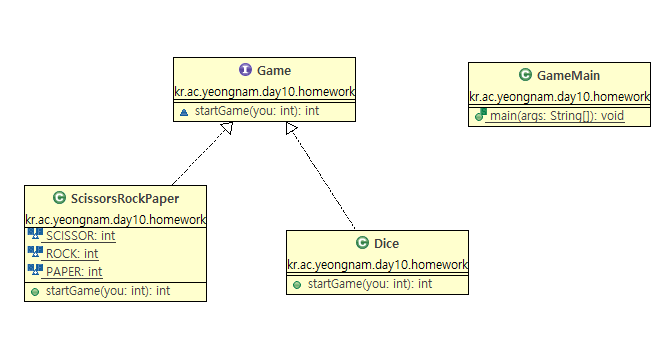 Game
kr.ac.yeongnam.day10.homework
startGame(you: int): int
GameMain
kr.ac.yeongnam.day10.homework
main(args: String[]): void
ScissorsRockPaper
kr.ac.yeongnam.day10.homework
SCISSOR: int
ROCK: int
PAPER: int
startGame(you: int): int
Dice
kr.ac.yeongnam.day10.homework
startGame(you: int): int